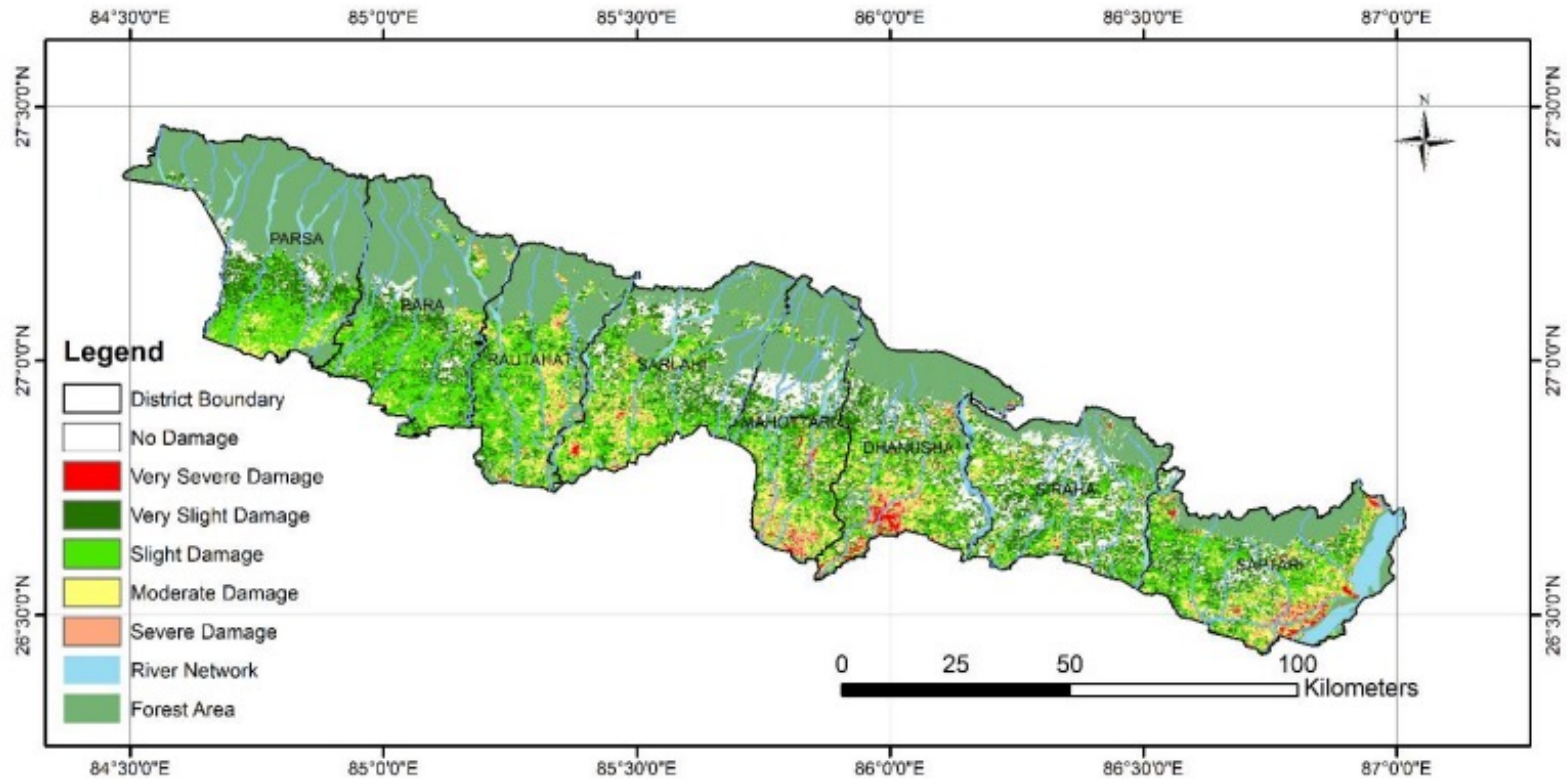 84°30'0"E 85°0'0"E 85°30'0"E 86°0'0"E 86°30'0"E 87°0'0"E
27°30'0"N 27°30'0"N
N
PARSA
BARA
RAUTAHAT
SARLAHI
MAHOTTARI
DHANUSHA
SIRAHA
SAPTARI
27°0'0"N 27°0'0"N
Legend
District Boundary
No Damage
Very Severe Damage
Very Slight Damage
Slight Damage
Moderate Damage
Severe Damage
River Network
Forest Area
26°30'0"N 26°30'0"N
0 25 50 100
Kilometers
84°30'0"E 85°0'0"E 85°30'0"E 86°0'0"E 86°30'0"E 87°0'0"E